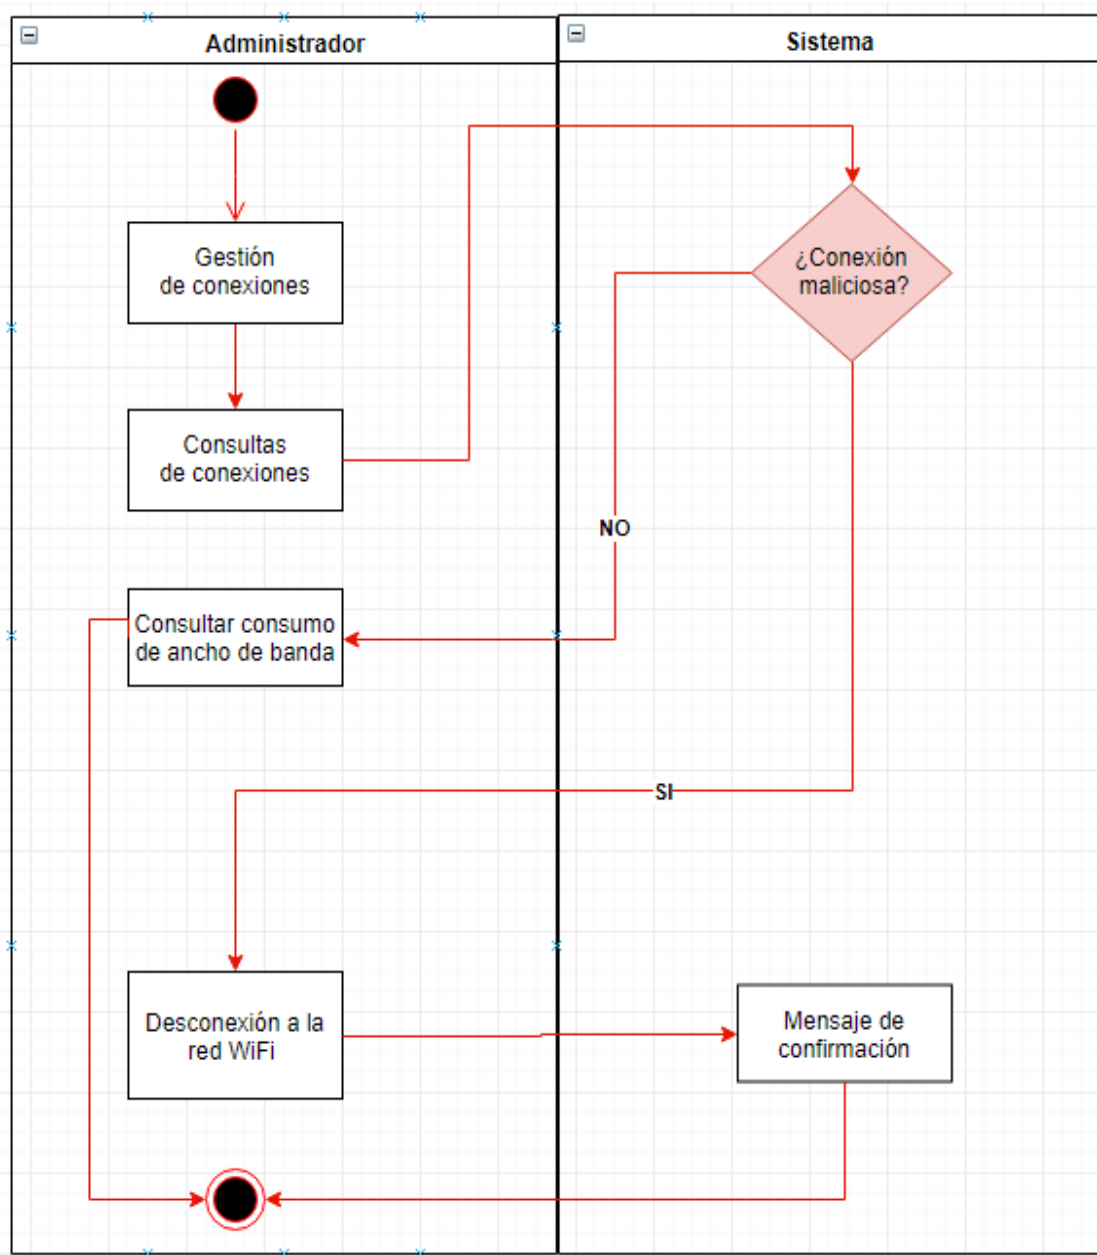 Administrador
Sistema
Gestión
de conexiones
¿Conexión
maliciosa?
Consultas
de conexiones
NO
Consultar consumo
de ancho de banda
SI
Desconexión a la
red WiFi
Mensaje de
confirmación